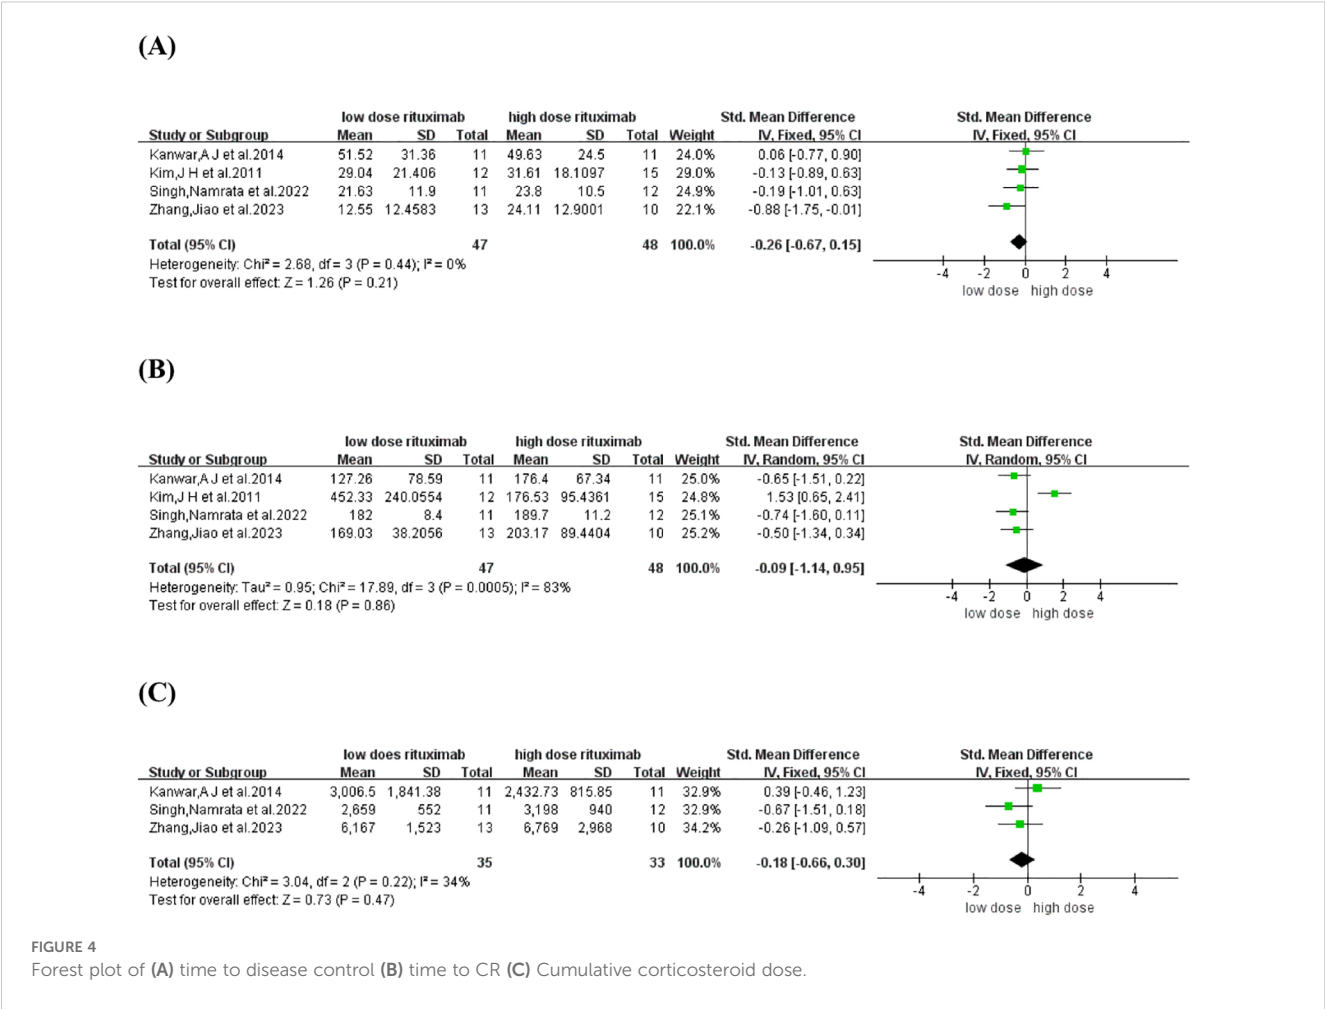 (A)
low dose rituximab high dose rituximab Std. Mean Difference Std. Mean Difference
Study or Subgroup Mean SD Total Mean SD Total Weight IV, Fixed, 95% CI IV, Fixed, 95% CI
Kanwar,A J et al.2014 51.52 31.36 11 49.63 24.5 11 24.0% 0.06 [-0.77, 0.90]
Kim,J H et al.2011 29.04 21.406 12 31.61 18.1097 15 29.0% -0.13 [-0.89, 0.63]
Singh,Namrata et al.2022 21.63 11.9 11 23.8 10.5 12 24.9% -0.19 [-1.01, 0.63]
Zhang,Jiao et al.2023 12.55 12.4583 13 24.11 12.9001 10 22.1% -0.88 [-1.75, -0.01]
Total (95% CI) 47 48 100.0% -0.26 [-0.67, 0.15]
Heterogeneity: Chi² = 2.68, df = 3 (P = 0.44); I² = 0%
Test for overall effect: Z = 1.26 (P = 0.21)
-4 -2 0 2 4
low dose high dose
(B)
low dose rituximab high dose rituximab Std. Mean Difference Std. Mean Difference
Study or Subgroup Mean SD Total Mean SD Total Weight IV, Random, 95% CI IV, Random, 95% CI
Kanwar,A J et al.2014 127.26 78.59 11 176.4 67.34 11 25.0% -0.65 [-1.51, 0.22]
Kim,J H et al.2011 452.33 240.0554 12 176.53 95.4361 15 24.8% 1.53 [0.65, 2.41]
Singh,Namrata et al.2022 182 8.4 11 189.7 11.2 12 25.1% -0.74 [-1.60, 0.11]
Zhang,Jiao et al.2023 169.03 38.2056 13 203.17 89.4404 10 25.2% -0.50 [-1.34, 0.34]
Total (95% CI) 47 48 100.0% -0.09 [-1.14, 0.95]
Heterogeneity: Tau² = 0.95; Chi² = 17.89, df = 3 (P = 0.0005); I² = 83%
Test for overall effect: Z = 0.18 (P = 0.86)
-4 -2 0 2 4
low dose high dose
(C)
low does rituximab high dose rituximab Std. Mean Difference Std. Mean Difference
Study or Subgroup Mean SD Total Mean SD Total Weight IV, Fixed, 95% CI IV, Fixed, 95% CI
Kanwar,A J et al.2014 3,006.5 1,841.38 11 2,432.73 815.85 11 32.9% 0.39 [-0.46, 1.23]
Singh,Namrata et al.2022 2,659 552 11 3,198 940 12 32.9% -0.67 [-1.51, 0.18]
Zhang,Jiao et al.2023 6,167 1,523 13 6,769 2,968 10 34.2% -0.26 [-1.09, 0.57]
Total (95% CI) 35 33 100.0% -0.18 [-0.66, 0.30]
Heterogeneity: Chi² = 3.04, df = 2 (P = 0.22); I² = 34%
Test for overall effect: Z = 0.73 (P = 0.47)
-4 -2 0 2 4
low dose high dose
FIGURE 4
Forest plot of (A) time to disease control (B) time to CR (C) Cumulative corticosteroid dose.